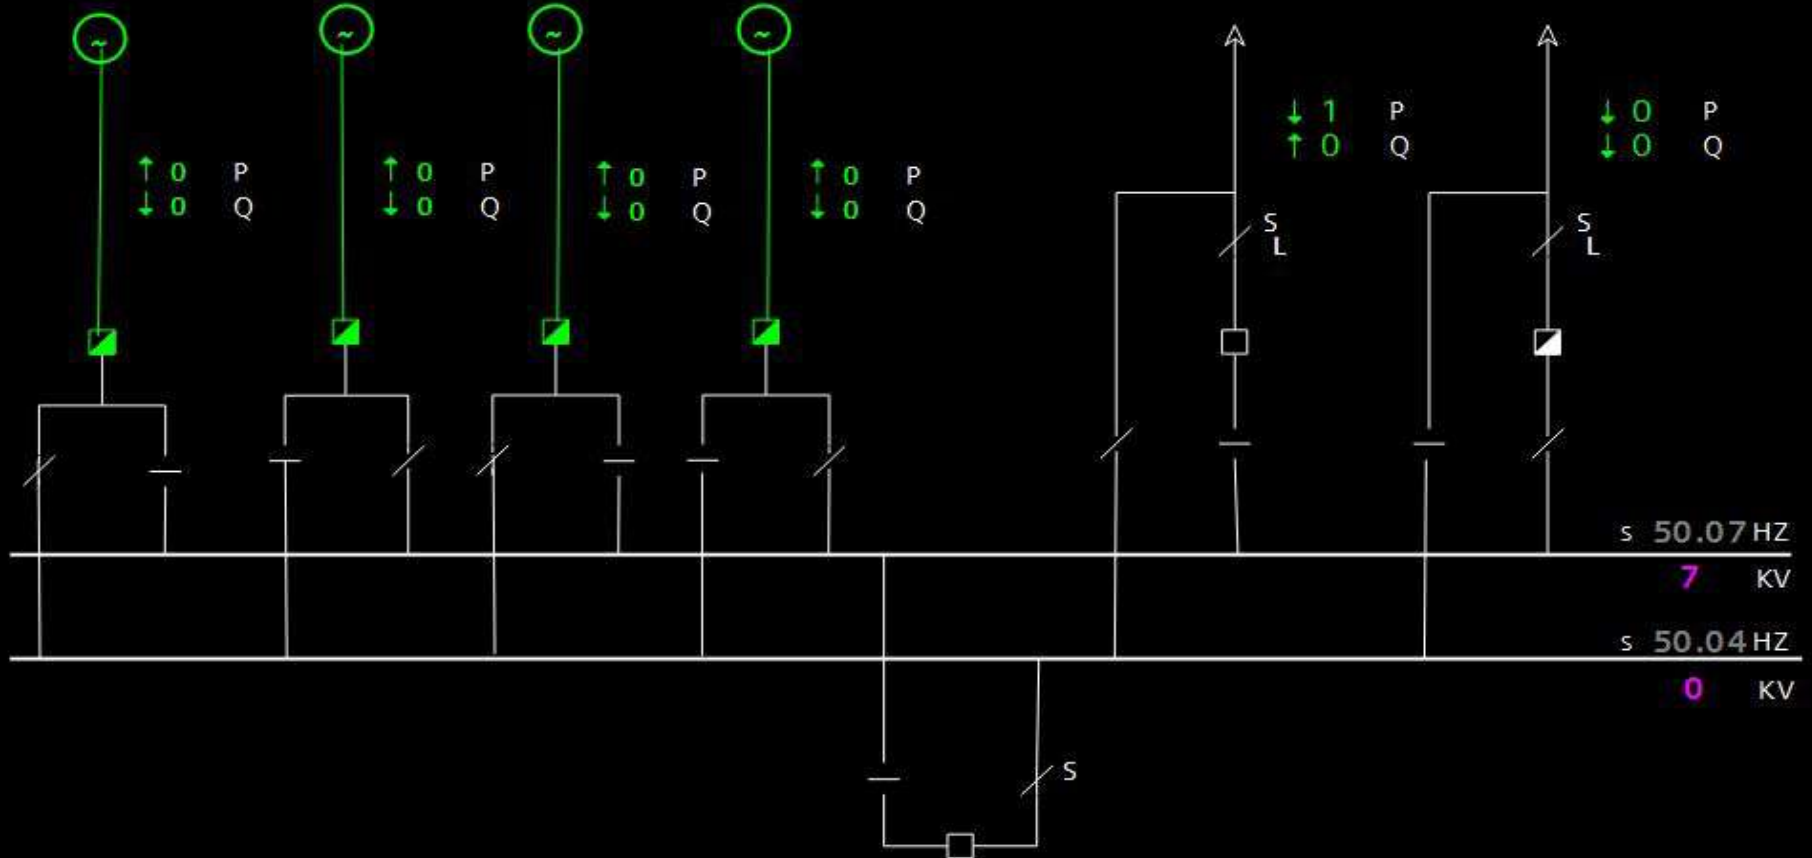 ~ ~ ~ ~
↑ 0 P
↓ 0 Q
↑ 0 P
↓ 0 Q
↑ 0 P
↓ 0 Q
↑ 0 P
↓ 0 Q
↓ 1 P
↑ 0 Q
↓ 0 P
↓ 0 Q
S
L
S
L
S 50.07 HZ
7 KV
S 50.04 HZ
0 KV
S